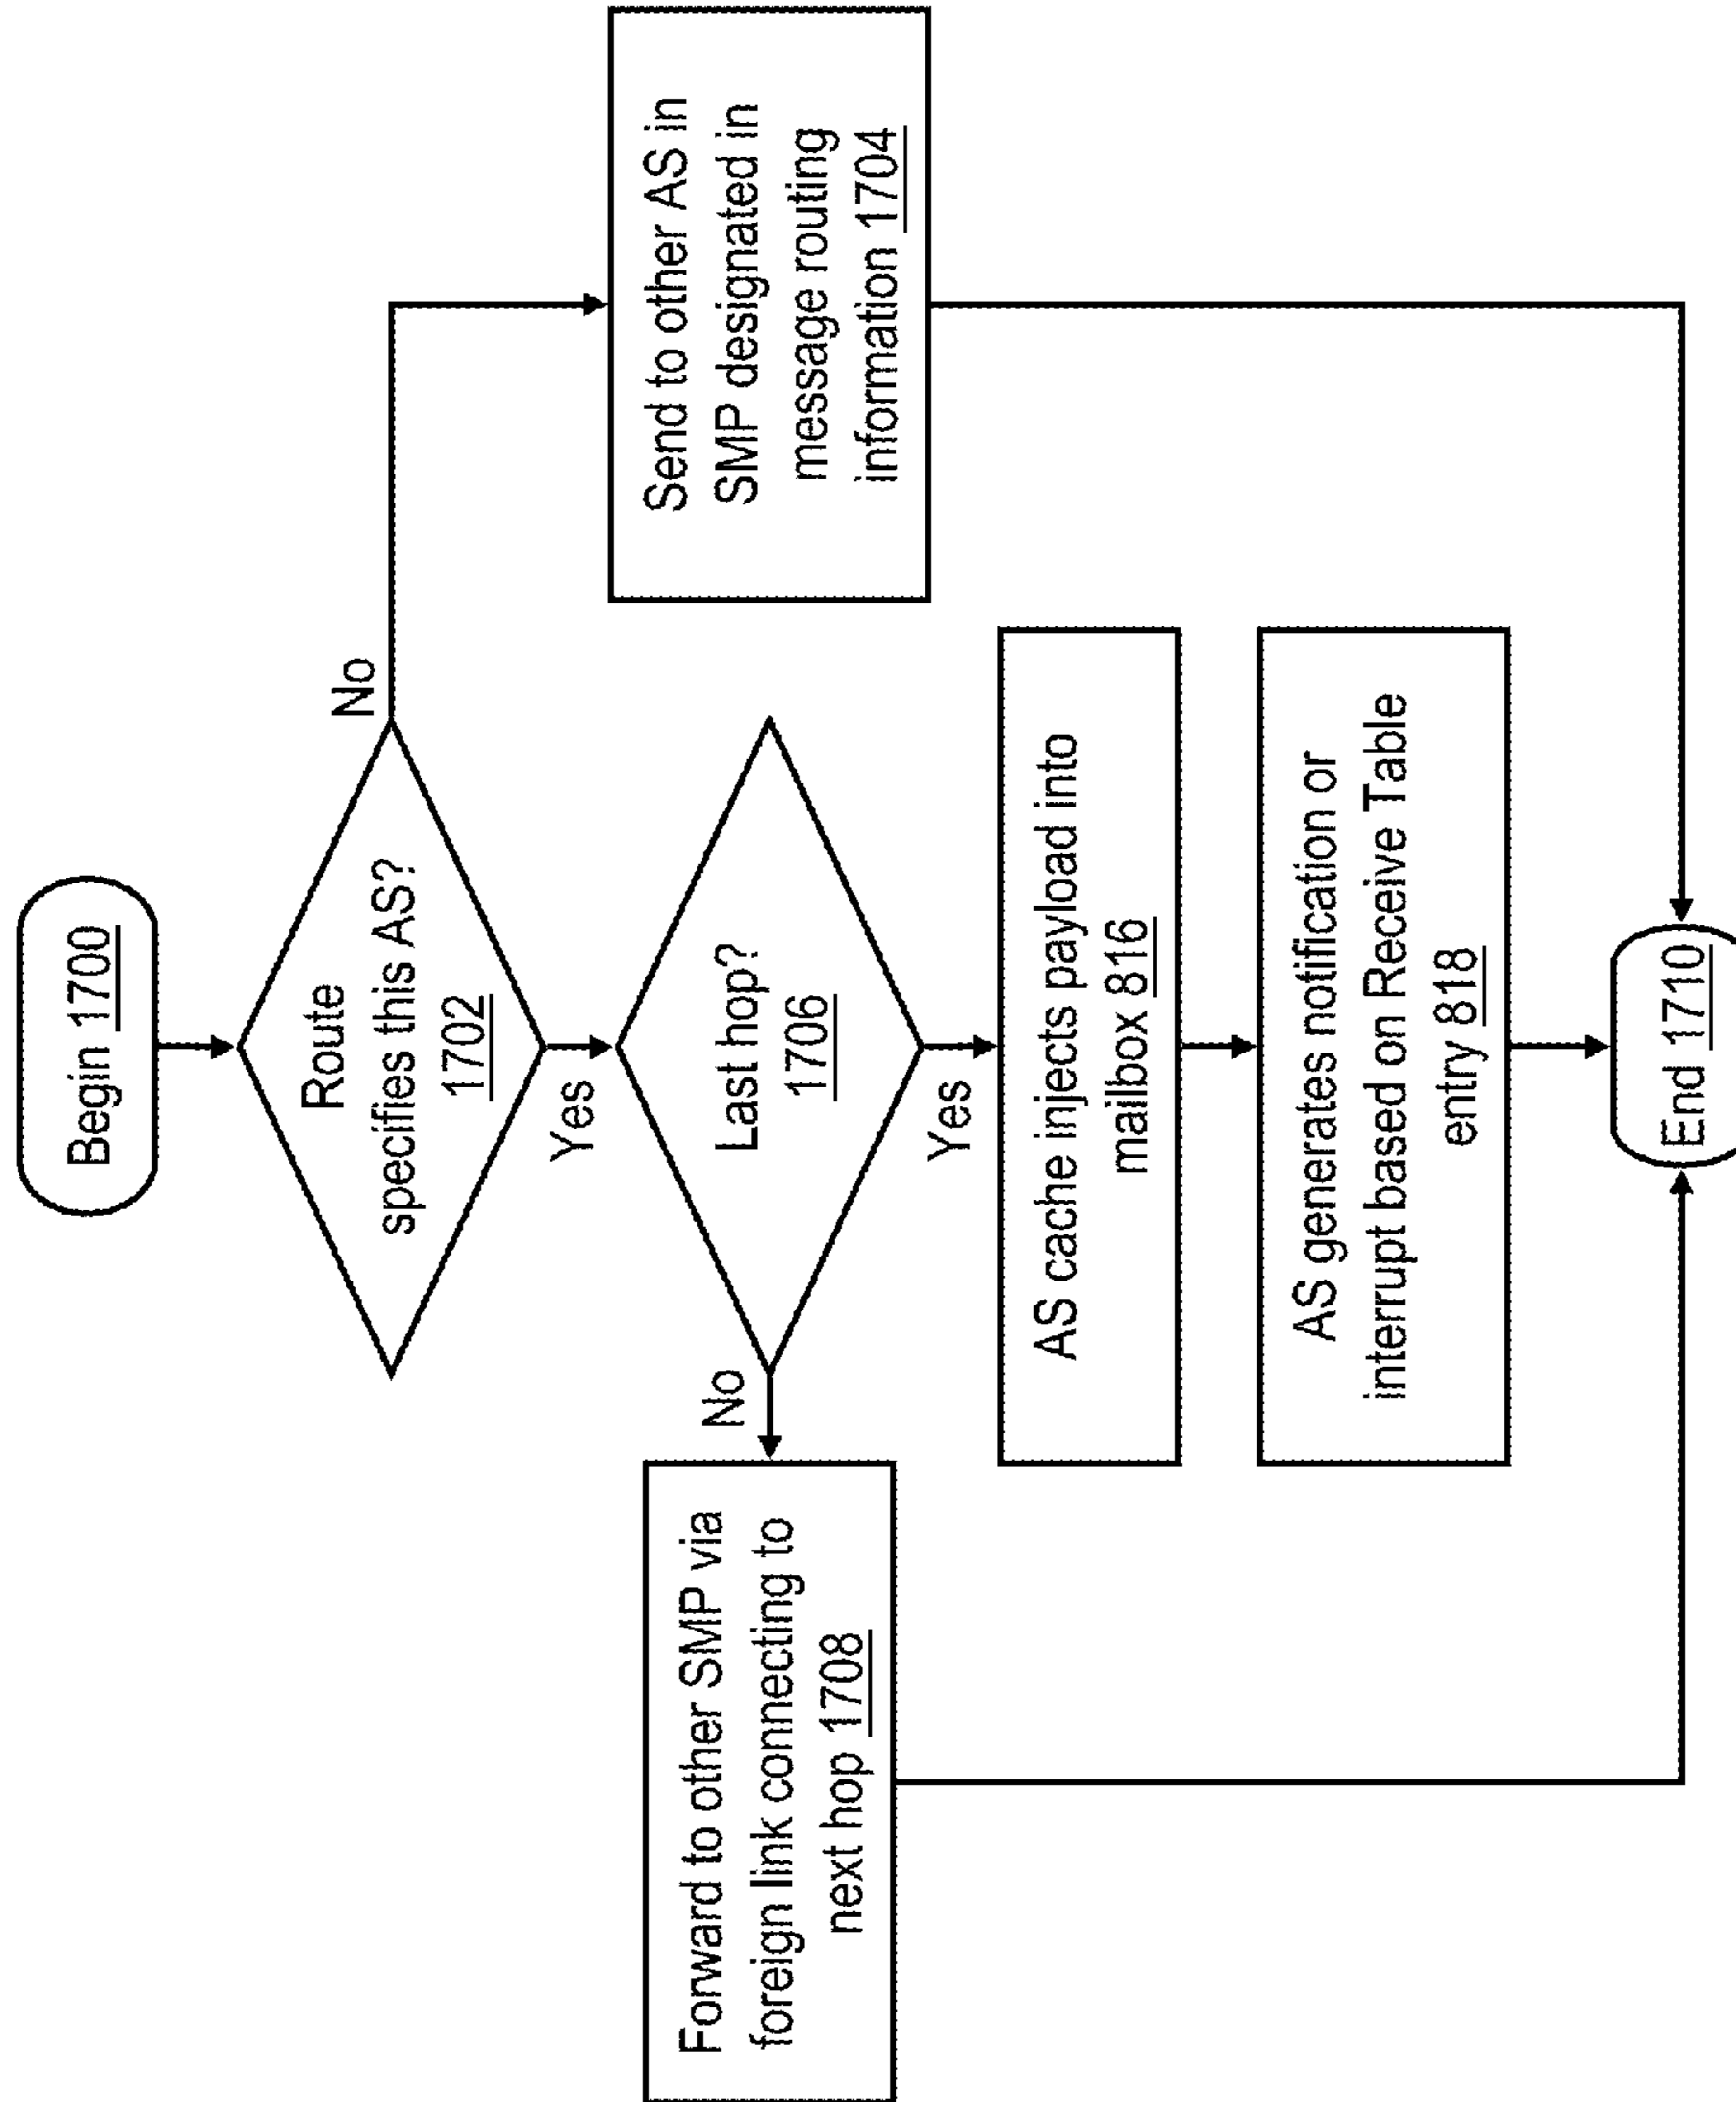 Begin 1700
Route
specifies this AS?
1702
No
Yes
Send to other AS in
SMP designated in
message routing
information 1704
Last hop?
1706
No
Yes
Forward to other SMP via
foreign link connecting to
next hop 1708
AS cache injects payload into
mailbox 816
AS generates notification or
interrupt based on Receive Table
entry 818
End 1710